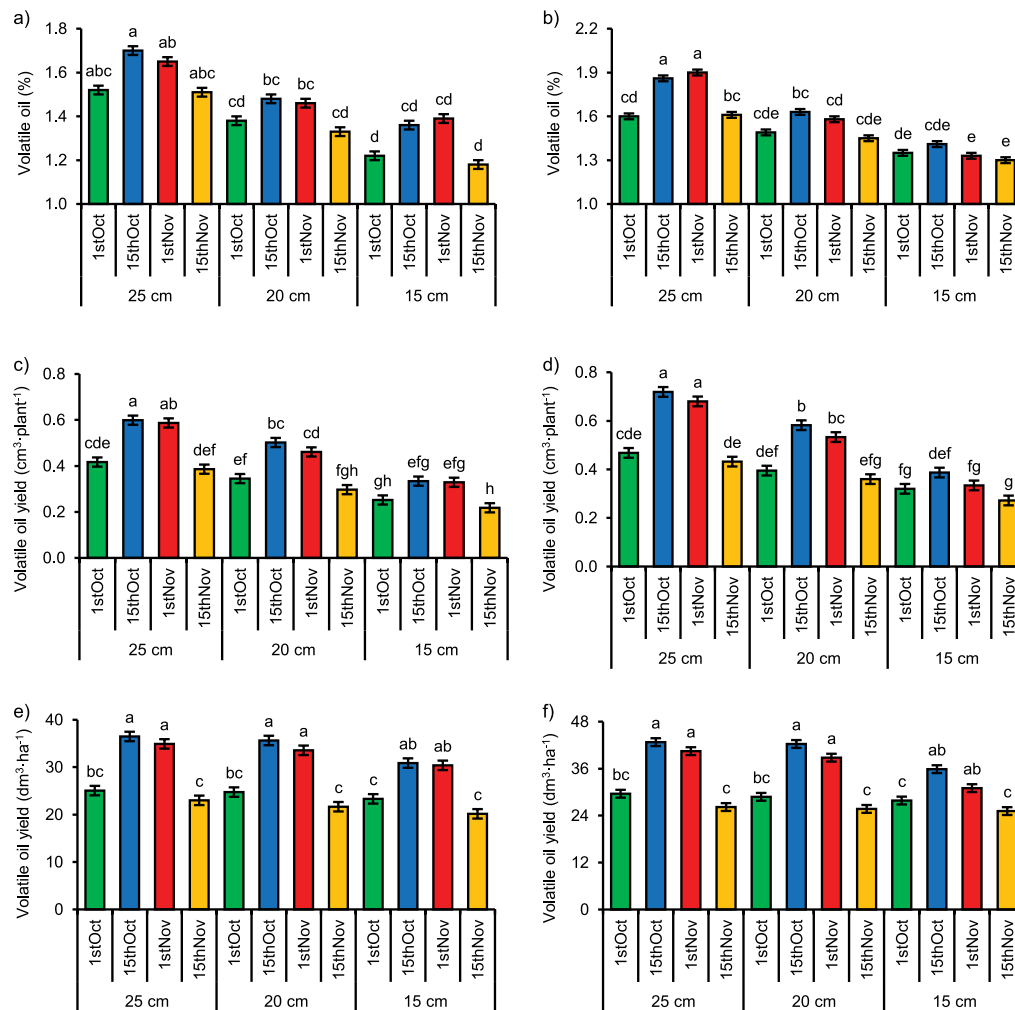 a)
Volatile oil (%)
1.8
1.6
1.4
1.2
1.0
abc a ab abc cd bc bc cd d cd cd d
1stOct 15thOct 1stNov 15thNov 1stOct 15thOct 1stNov 15thNov 1stOct 15thOct 1stNov 15thNov
25 cm 20 cm 15 cm
b)
Volatile oil (%)
2.2
1.9
1.6
1.3
1.0
cd a a bc cde bc cd cde de cde e e
1stOct 15thOct 1stNov 15thNov 1stOct 15thOct 1stNov 15thNov 1stOct 15thOct 1stNov 15thNov
25 cm 20 cm 15 cm
c)
Volatile oil yield (cm³·plant⁻¹)
0.8
0.6
0.4
0.2
0.0
cde a ab def ef bc cd fgh gh efg efg h
1stOct 15thOct 1stNov 15thNov 1stOct 15thOct 1stNov 15thNov 1stOct 15thOct 1stNov 15thNov
25 cm 20 cm 15 cm
d)
Volatile oil yield (cm³·plant⁻¹)
0.8
0.6
0.4
0.2
0.0
cde a a de def b bc efg fg def fg g
1stOct 15thOct 1stNov 15thNov 1stOct 15thOct 1stNov 15thNov 1stOct 15thOct 1stNov 15thNov
25 cm 20 cm 15 cm
e)
Volatile oil yield (dm³·ha⁻¹)
40
30
20
10
0
bc a a c bc a a c c ab ab c
1stOct 15thOct 1stNov 15thNov 1stOct 15thOct 1stNov 15thNov 1stOct 15thOct 1stNov 15thNov
25 cm 20 cm 15 cm
f)
Volatile oil yield (dm³·ha⁻¹)
48
36
24
12
0
bc a a c bc a a c c ab ab c
1stOct 15thOct 1stNov 15thNov 1stOct 15thOct 1stNov 15thNov 1stOct 15thOct 1stNov 15thNov
25 cm 20 cm 15 cm